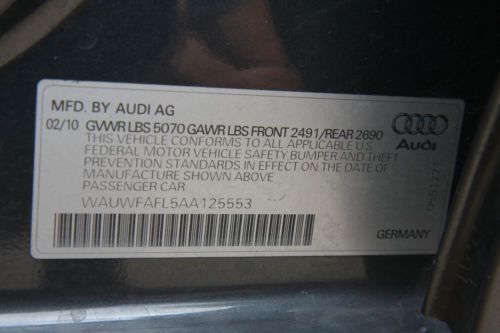 MFD. BY AUDI AG
02/10 GVWR LBS 5070 GAWR LBS FRONT 2491/REAR 2690
THIS VEHICLE CONFORMS TO ALL APPLICABLE U.S.
FEDERAL MOTOR VEHICLE SAFETY, BUMPER AND THEFT
PREVENTION STANDARDS IN EFFECT ON THE DATE OF
MANUFACTURE SHOWN ABOVE
PASSENGER CAR
WAUWFAFL5AA125553
Audi
GERMANY